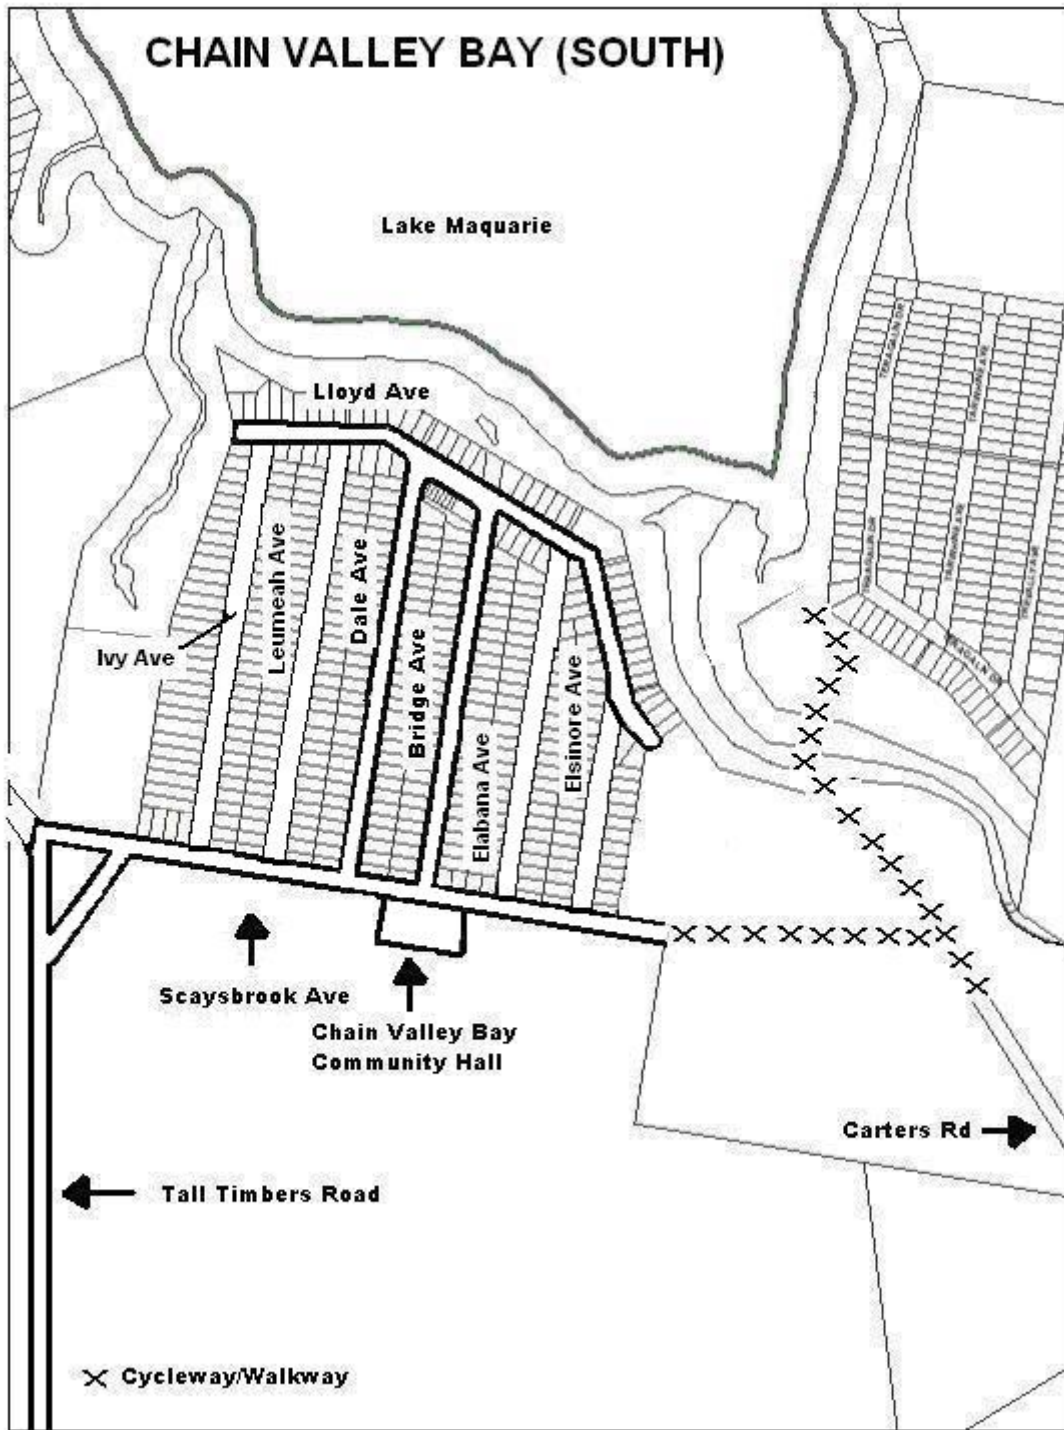 CHAIN VALLEY BAY (SOUTH)
Lake Maquarie
Lloyd Ave
Ivy Ave
Leumeah Ave
Dale Ave
Bridge Ave
Elabana Ave
Elsinore Ave
Scaysbrook Ave
Chain Valley Bay
Community Hall
Carters Rd
Tall Timbers Road
Cycleway/Walkway